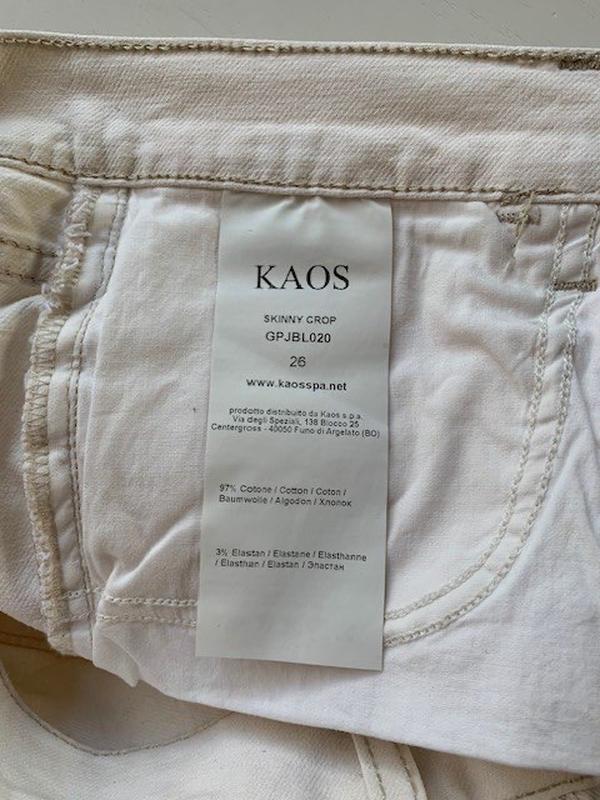 KAOS
SKINNY CROP
GPJBL020
26
www.kaosspa.net
prodotto distribuito da Kaos s.p.a.
Via degli Speziali, 138 Blocco 25
Centergross - 40050 Funo di Argelato (BO)
97% Cotone / Cotton / Coton /
Baumwolle / Algodon / Хлопок
3% Elastan / Elastane / Elasthanne
/ Elasthan / Elastan / Эластан